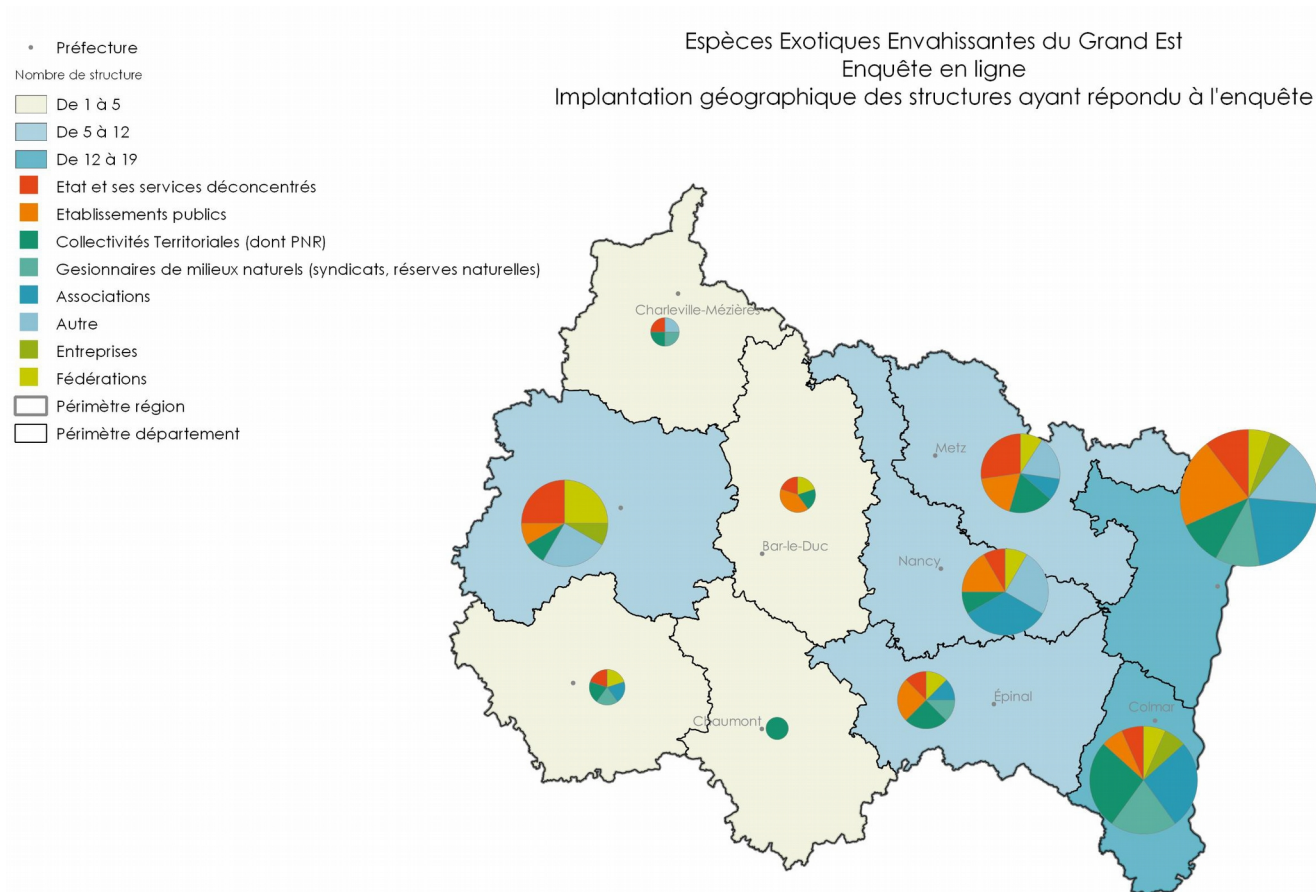 Espèces Exotiques Envahissantes du Grand Est
Enquête en ligne
Implantation géographique des structures ayant répondu à l'enquête
Préfecture
Nombre de structure
De 1 à 5
De 5 à 12
De 12 à 19
Etat et ses services déconcentrés
Etablissements publics
Collectivités Territoriales (dont PNR)
Gesionnaires de milieux naturels (syndicats, réserves naturelles)
Associations
Autre
Entreprises
Fédérations
Périmètre région
Périmètre département
Charleville-Mézières
Metz
Bar-le-Duc
Nancy
Épinal
Chaumont
Colmar